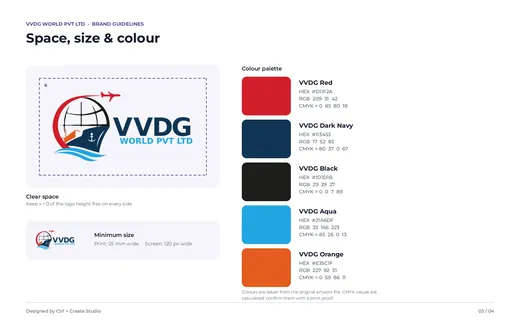 VVDG WORLD PVT LTD · BRAND GUIDELINES
Space, size & colour
x
VVDG
WORLD PVT LTD
Clear space
Keep x = 0 of the logo height free on every side
VVDG
WORLD PVT LTD
Minimum size
Print: 25 mm wide Screen: 120 px wide
Colour palette
VVDG Red
HEX #D11F2A
RGB 209 31 42
CMYK ≈ 0 85 80 18
VVDG Dark Navy
HEX #113453
RGB 17 52 83
CMYK ≈ 80 37 0 67
VVDG Black
HEX #1D1D1B
RGB 29 29 27
CMYK ≈ 0 0 7 89
VVDG Aqua
HEX #21A6DF
RGB 33 166 223
CMYK ≈ 85 26 0 13
VVDG Orange
HEX #E35C1F
RGB 227 92 31
CMYK ≈ 0 59 86 11
Colours are taken from the original artwork file. CMYK values are
calculated; confirm them with a print proof.
Designed by Ctrl + Create Studio
03 / 04